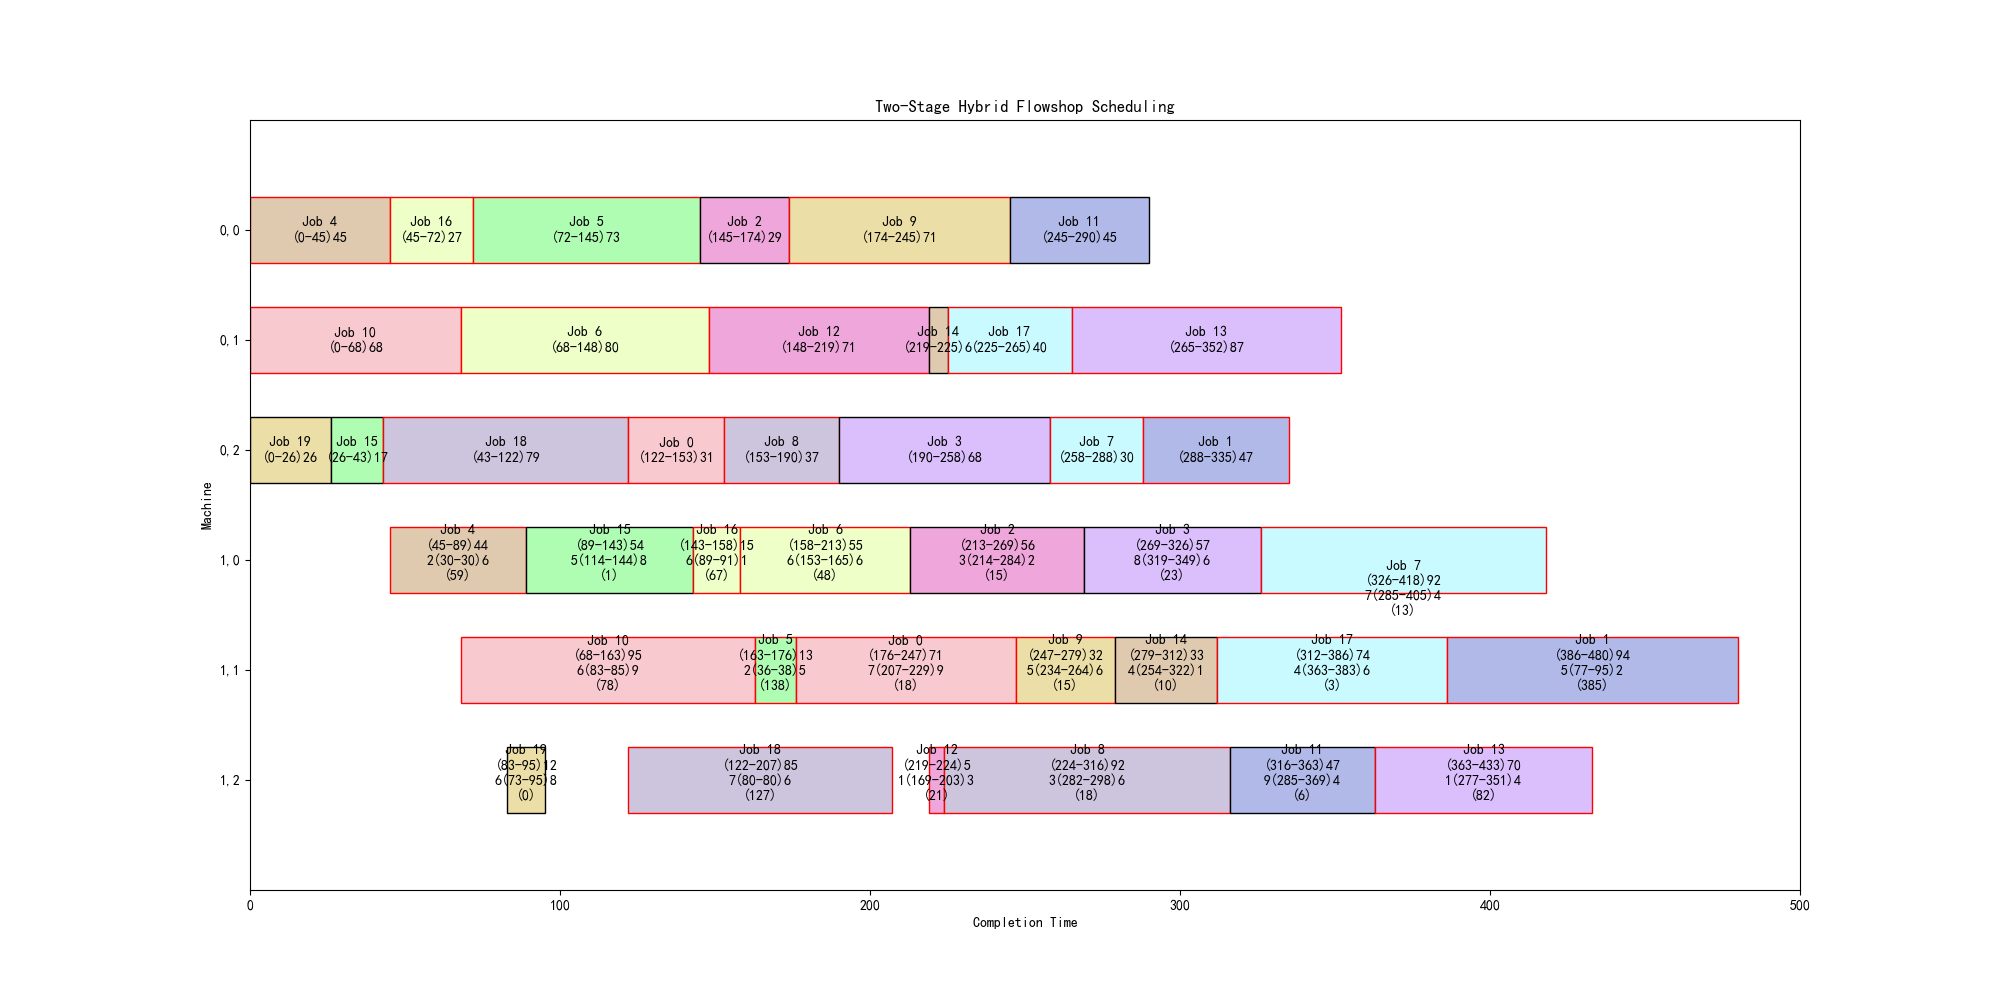 Two-Stage Hybrid Flowshop Scheduling
Machine
0,0
Job 4
(0-45)45
Job 16
(45-72)27
Job 5
(72-145)73
Job 2
(145-174)29
Job 9
(174-245)71
Job 11
(245-290)45
0,1
Job 10
(0-68)68
Job 6
(68-148)80
Job 12
(148-219)71
Job 14
(219-225)6
Job 17
(225-265)40
Job 13
(265-352)87
0,2
Job 19
(0-26)26
Job 15
(26-43)17
Job 18
(43-122)79
Job 0
(122-153)31
Job 8
(153-190)37
Job 3
(190-258)68
Job 7
(258-288)30
Job 1
(288-335)47
1,0
Job 4
(45-89)44
2(30-30)6
(59)
Job 15
(89-143)54
5(114-144)8
(1)
Job 16
(143-158)15
6(89-91)1
(67)
Job 6
(158-213)55
6(153-165)6
(48)
Job 2
(213-269)56
3(214-284)2
(15)
Job 3
(269-326)57
8(319-349)6
(23)
Job 7
(326-418)92
7(285-405)4
(13)
1,1
Job 10
(68-163)95
6(83-85)9
(78)
Job 5
(163-176)13
2(36-38)5
(138)
Job 0
(176-247)71
7(207-229)9
(18)
Job 9
(247-279)32
5(234-264)6
(15)
Job 14
(279-312)33
4(254-322)1
(10)
Job 17
(312-386)74
4(363-383)6
(3)
Job 1
(386-480)94
5(77-95)2
(385)
1,2
Job 19
(83-95)12
6(73-95)8
(0)
Job 18
(122-207)85
7(80-80)6
(127)
Job 12
(219-224)5
1(169-203)3
(21)
Job 8
(224-316)92
3(282-298)6
(18)
Job 11
(316-363)47
9(285-369)4
(6)
Job 13
(363-433)70
1(277-351)4
(82)
0
100
200
300
400
500
Completion Time